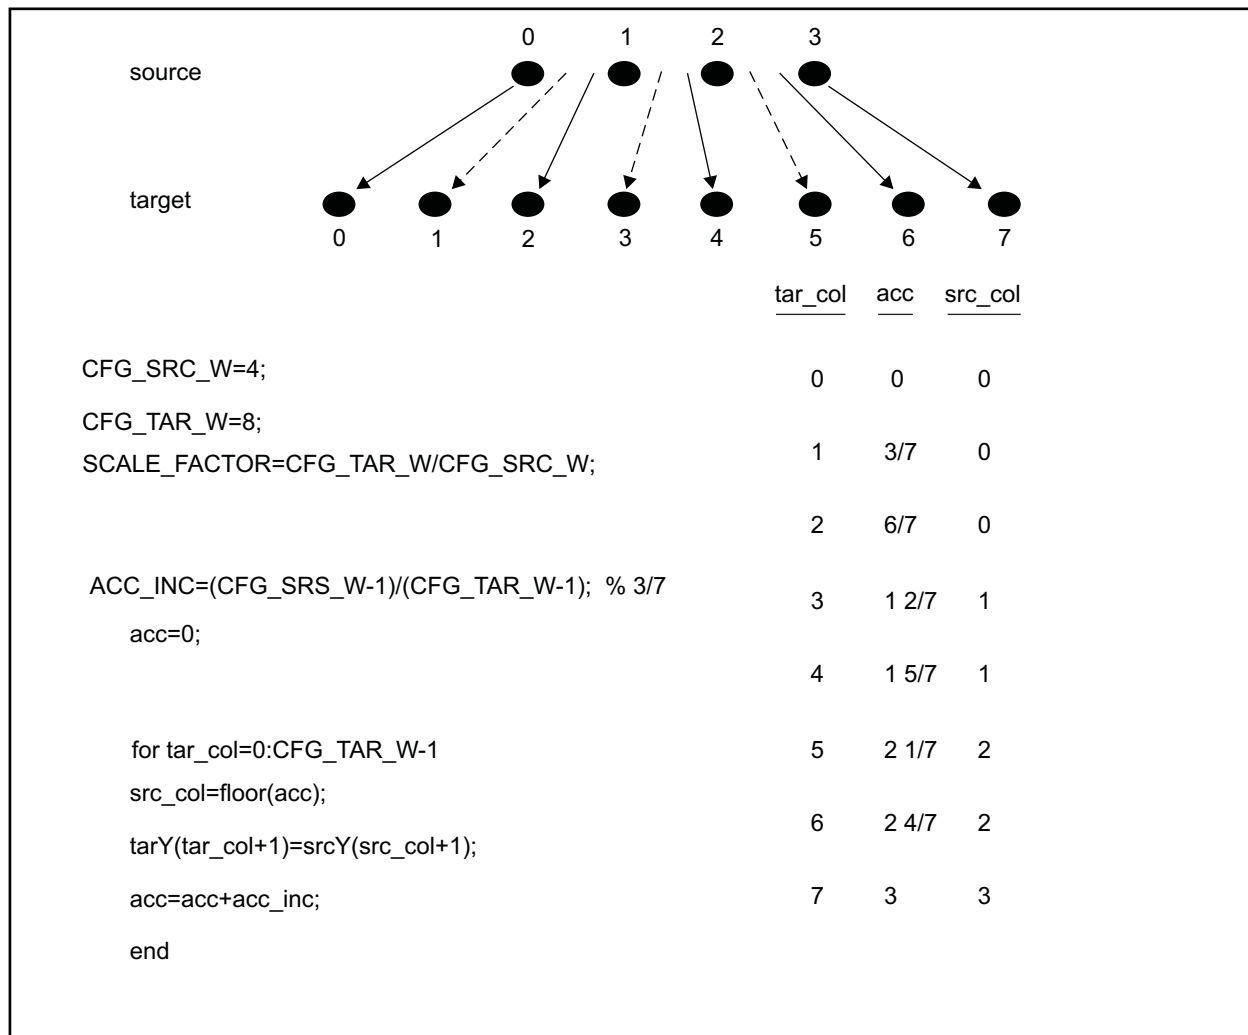 0 1 2 3
source
target
0 1 2 3 4 5 6 7
tar_col acc src_col
CFG_SRC_W=4;
CFG_TAR_W=8;
SCALE_FACTOR=CFG_TAR_W/CFG_SRC_W;
ACC_INC=(CFG_SRS_W-1)/(CFG_TAR_W-1); % 3/7
acc=0;
for tar_col=0:CFG_TAR_W-1
src_col=floor(acc);
tarY(tar_col+1)=srcY(src_col+1);
acc=acc+acc_inc;
end
0 0 0
1 3/7 0
2 6/7 0
3 1 2/7 1
4 1 5/7 1
5 2 1/7 2
6 2 4/7 2
7 3 3